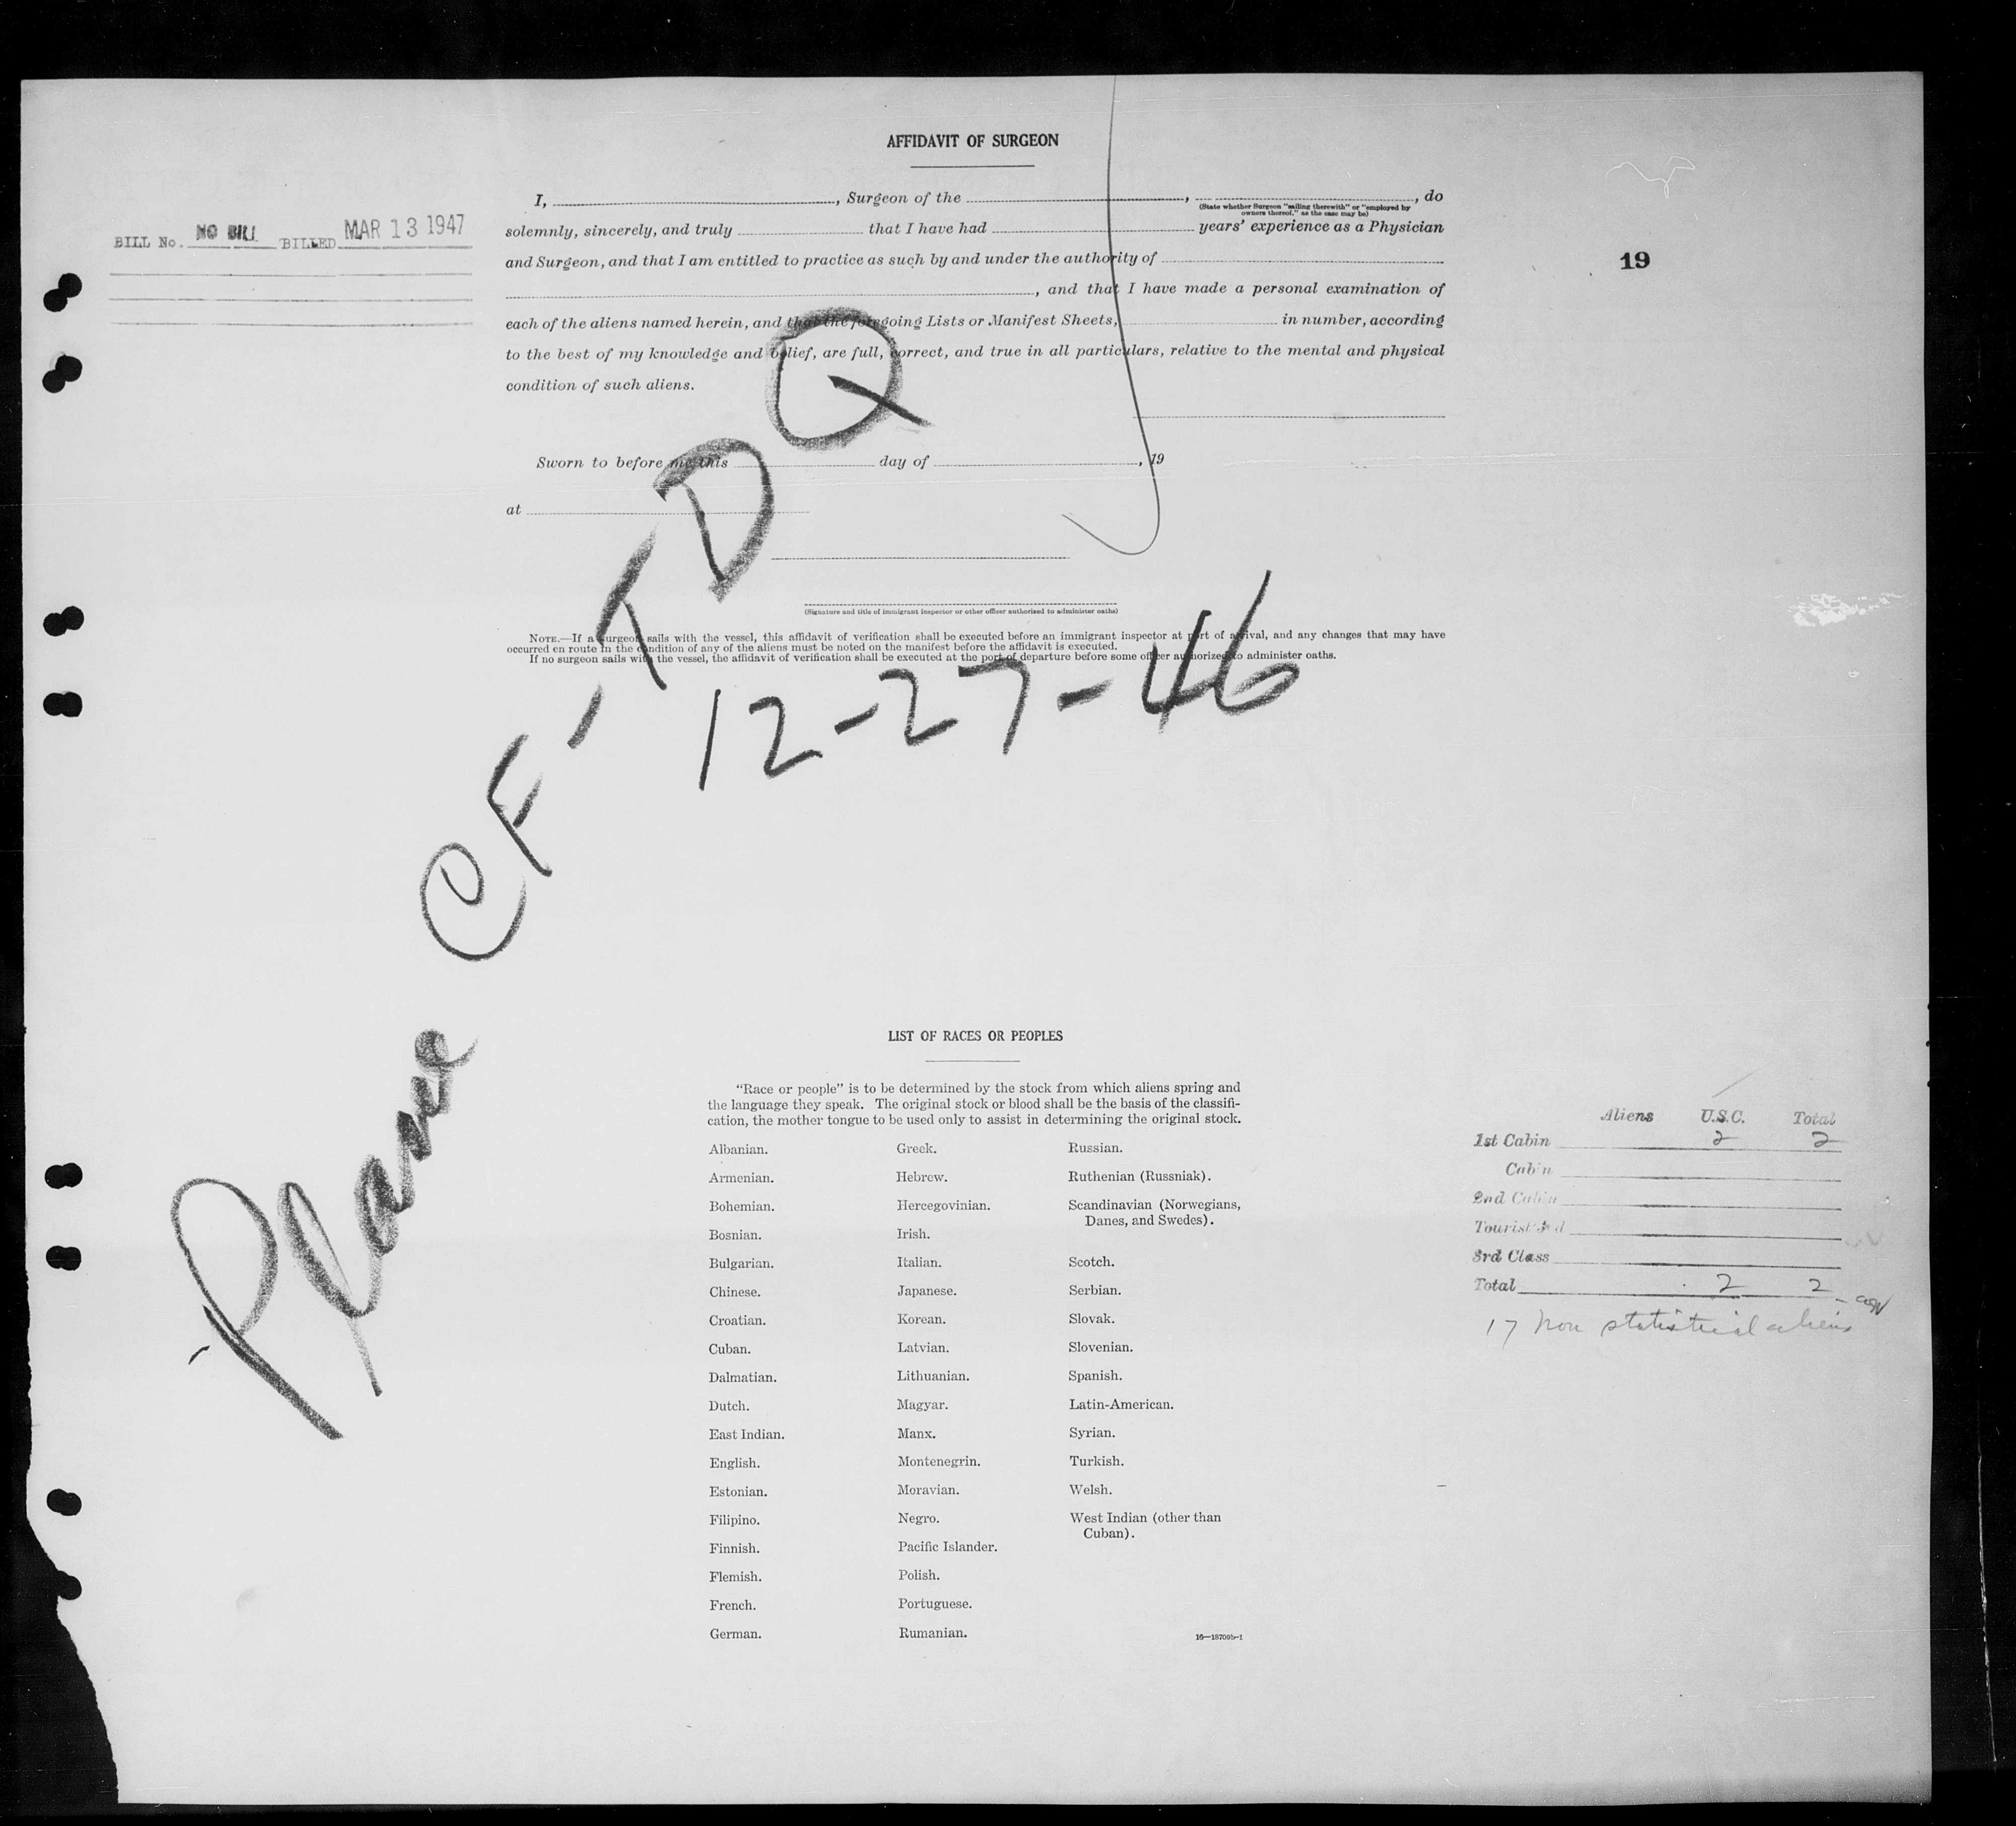 AFFIDAVIT OF SURGEON
I, , Surgeon of the , , do
(State whether Surgeon "sailing therewith" or "employed by
owners thereof," as the case may be)
solemnly, sincerely, and truly that I have had years' experience as a Physician
and Surgeon, and that I am entitled to practice as such by and under the authority of
, and that I have made a personal examination of
each of the aliens named herein, and that the foregoing Lists or Manifest Sheets, in number, according
to the best of my knowledge and belief, are full, correct, and true in all particulars, relative to the mental and physical
condition of such aliens.
BILL No. NO BILL BILLED MAR 13 1947
19
Sworn to before me this day of , 19
at
(Signature and title of immigrant inspector or other officer authorized to administer oaths)
NOTE.—If a surgeon sails with the vessel, this affidavit of verification shall be executed before an immigrant inspector at port of arrival, and any changes that may have
occurred en route in the condition of any of the aliens must be noted on the manifest before the affidavit is executed.
If no surgeon sails with the vessel, the affidavit of verification shall be executed at the port of departure before some officer authorized to administer oaths.
Plane CF-TDQ
12-27-46
LIST OF RACES OR PEOPLES
"Race or people" is to be determined by the stock from which aliens spring and
the language they speak. The original stock or blood shall be the basis of the classifi-
cation, the mother tongue to be used only to assist in determining the original stock.
Albanian.
Armenian.
Bohemian.
Bosnian.
Bulgarian.
Chinese.
Croatian.
Cuban.
Dalmatian.
Dutch.
East Indian.
English.
Estonian.
Filipino.
Finnish.
Flemish.
French.
German.
Greek.
Hebrew.
Hercegovinian.
Irish.
Italian.
Japanese.
Korean.
Latvian.
Lithuanian.
Magyar.
Manx.
Montenegrin.
Moravian.
Negro.
Pacific Islander.
Polish.
Portuguese.
Rumanian.
Russian.
Ruthenian (Russniak).
Scandinavian (Norwegians,
Danes, and Swedes).
Scotch.
Serbian.
Slovak.
Slovenian.
Spanish.
Latin-American.
Syrian.
Turkish.
Welsh.
West Indian (other than
Cuban).
16—18709b-1
Aliens U.S.C. Total
1st Cabin 2 2
Cabin
2nd Cabin
Tourist 3rd
3rd Class
Total 2 2
17 Non statistical aliens